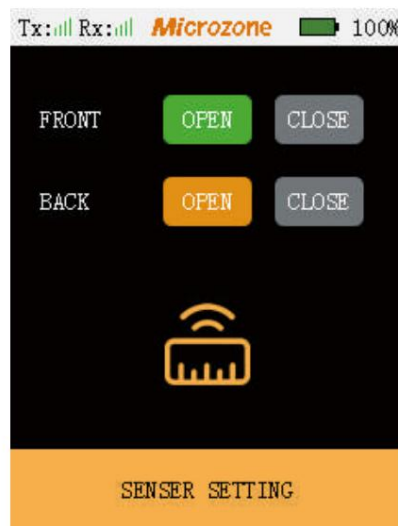 Tx: Rx: Microzone 100%
FRONT OPEN CLOSE
BACK OPEN CLOSE
SENSER SETTING